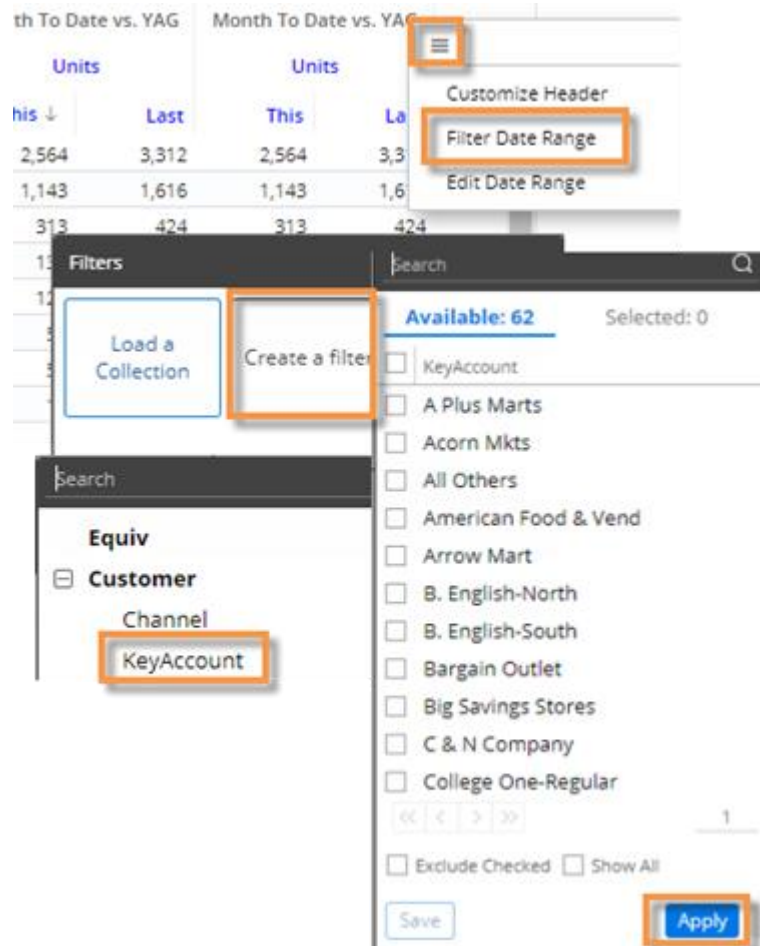 th To Date vs. YAG Month To Date vs. YAG
Units Units
his ↓ Last This La
2,564 3,312 2,564 3,3
1,143 1,616 1,143 1,6
313 424 313 424
Customize Header
Filter Date Range
Edit Date Range
Filters
Load a
Collection
Create a filter
Search
Equiv
Customer
Channel
KeyAccount
Search
Available: 62 Selected: 0
KeyAccount
A Plus Marts
Acorn Mkts
All Others
American Food & Vend
Arrow Mart
B. English-North
B. English-South
Bargain Outlet
Big Savings Stores
C & N Company
College One-Regular
1
Exclude Checked Show All
Save Apply